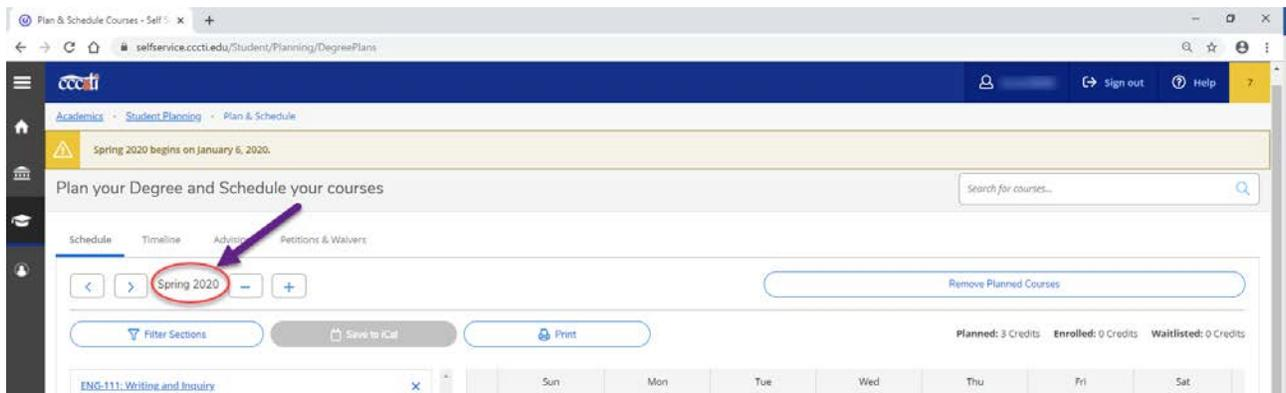 Plan & Schedule Courses - Self S
selfservice.cccti.edu/Student/Planning/DegreePlans
cccti
Sign out
Help
7
Academics · Student Planning · Plan & Schedule
Spring 2020 begins on January 6, 2020.
Plan your Degree and Schedule your courses
Search for courses...
Schedule Timeline Petitions & Waivers
< > Spring 2020 − +
Remove Planned Courses
Filter Sections
Save to iCal
Print
Planned: 3 Credits Enrolled: 0 Credits Waitlisted: 0 Credits
ENG-111: Writing and Inquiry
Sun Mon Tue Wed Thu Fri Sat